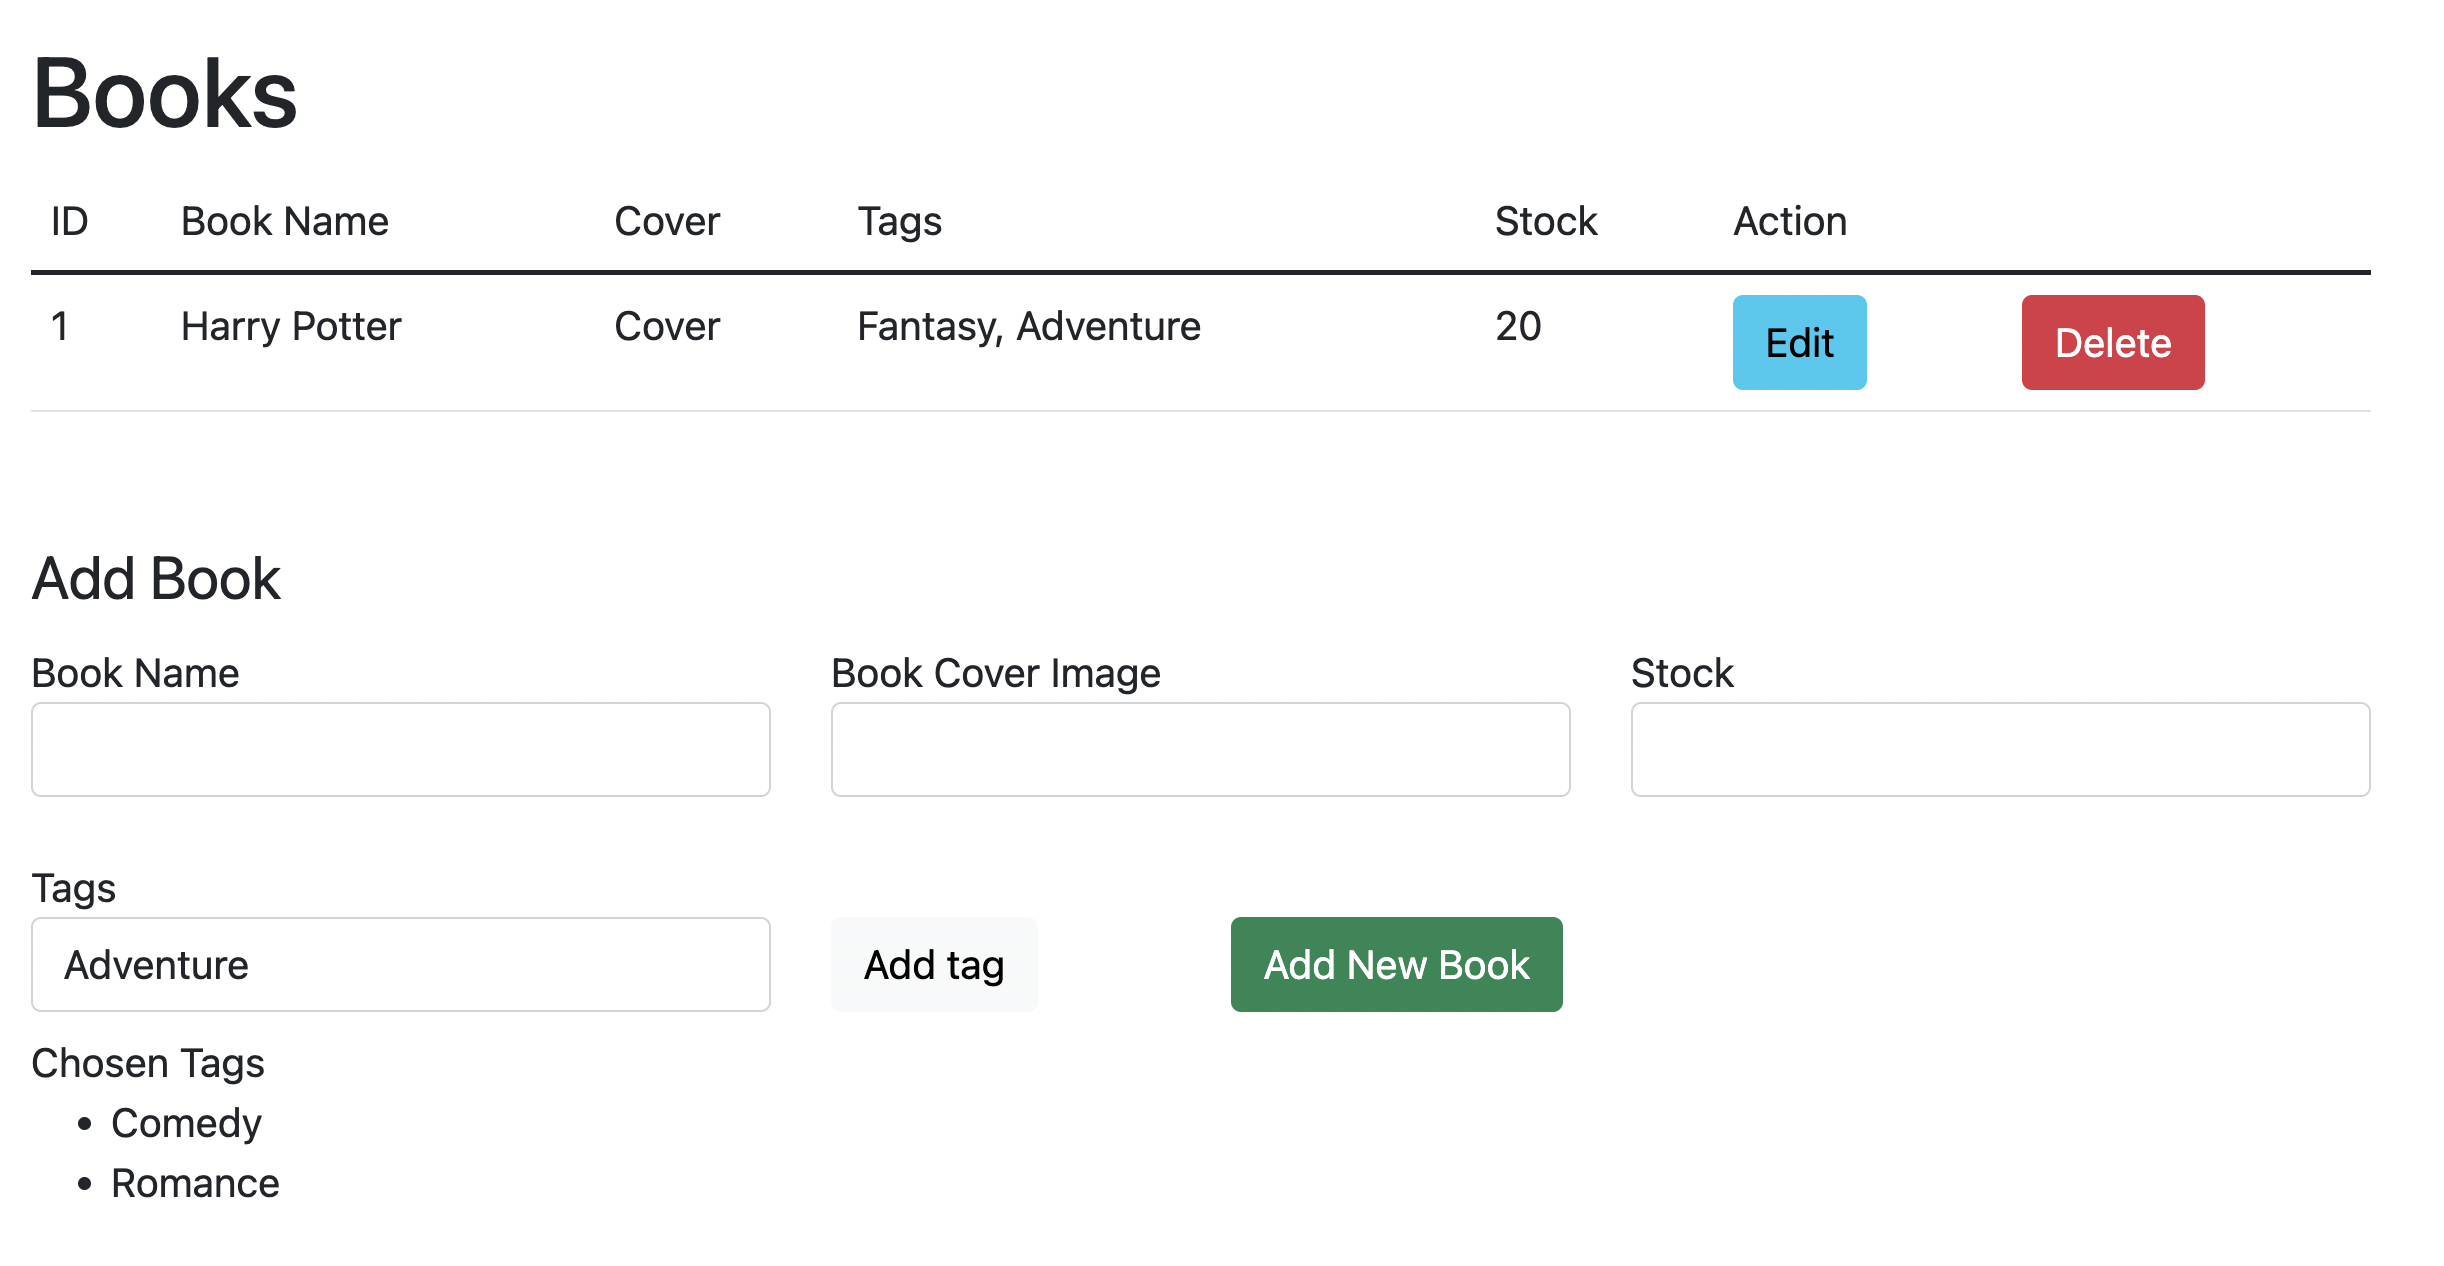 Books
ID Book Name Cover Tags Stock Action
1 Harry Potter Cover Fantasy, Adventure 20 Edit Delete
Add Book
Book Name Book Cover Image Stock
Tags
Adventure Add tag Add New Book
Chosen Tags
• Comedy
• Romance